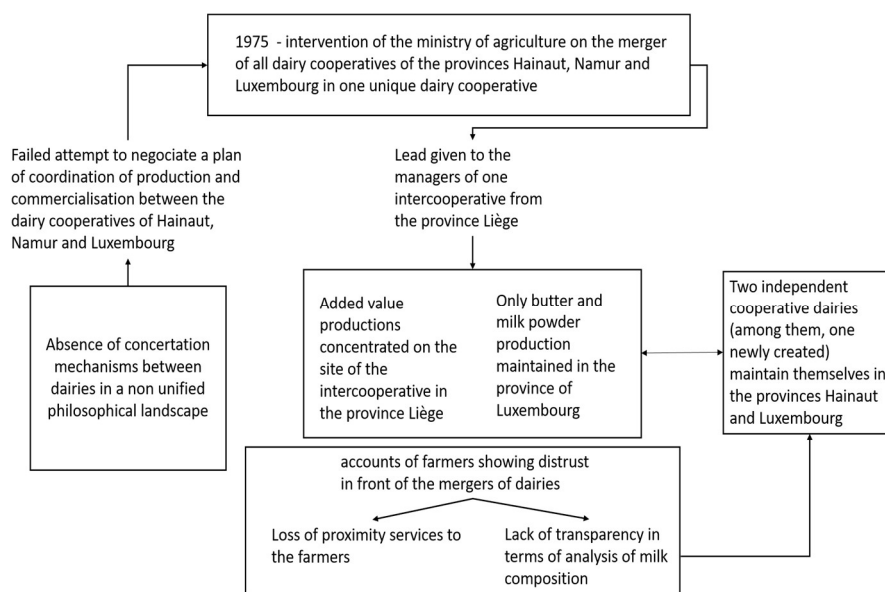 1975 - intervention of the ministry of agriculture on the merger
of all dairy cooperatives of the provinces Hainaut, Namur and
Luxembourg in one unique dairy cooperative
Failed attempt to negociate a plan
of coordination of production and
commercialisation between the
dairy cooperatives of Hainaut,
Namur and Luxembourg
Lead given to the
managers of one
intercooperative from
the province Liège
Absence of concertation
mechanisms between
dairies in a non unified
philosophical landscape
Added value
productions
concentrated on the
site of the
intercooperative in
the province Liège
Only butter and
milk powder
production
maintained in the
province of
Luxembourg
Two independent
cooperative dairies
(among them, one
newly created)
maintain themselves in
the provinces Hainaut
and Luxembourg
accounts of farmers showing distrust
in front of the mergers of dairies
Loss of proximity services to
the farmers
Lack of transparency in
terms of analysis of milk
composition